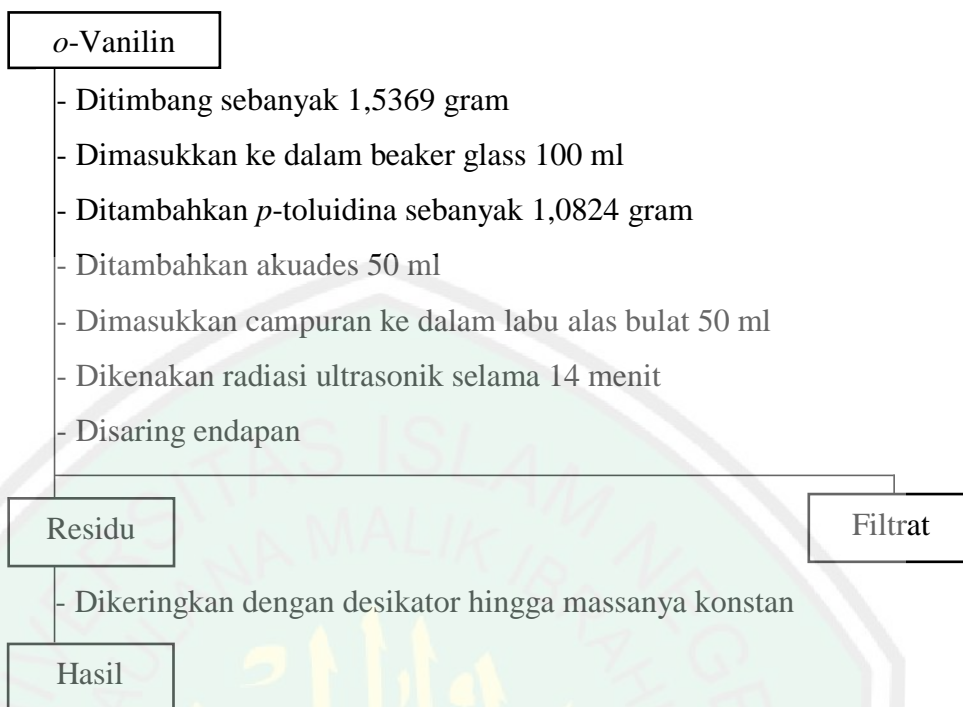 o-Vanilin
- Ditimbang sebanyak 1,5369 gram
- Dimasukkan ke dalam beaker glass 100 ml
- Ditambahkan p-toluidina sebanyak 1,0824 gram
- Ditambahkan akuades 50 ml
- Dimasukkan campuran ke dalam labu alas bulat 50 ml
- Dikenakan radiasi ultrasonik selama 14 menit
- Disaring endapan
Residu
Filtrat
- Dikeringkan dengan desikator hingga massanya konstan
Hasil